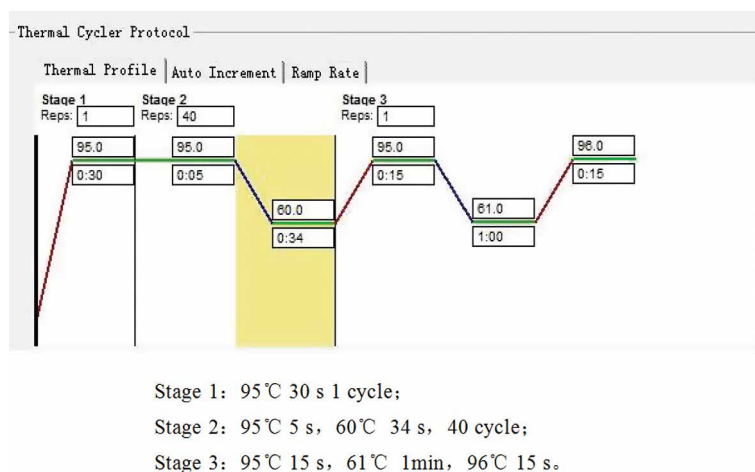 Thermal Cycler Protocol
Thermal Profile Auto Increment Ramp Rate
Stage 1 Stage 2 Stage 3
Reps: 1 Reps: 40 Reps: 1
95.0 95.0 95.0 96.0
0:30 0:05 0:15 0:15
60.0 61.0
0:34 1:00
Stage 1：95℃ 30 s 1 cycle；
Stage 2：95℃ 5 s，60℃ 34 s，40 cycle；
Stage 3：95℃ 15 s，61℃ 1min，96℃ 15 s。